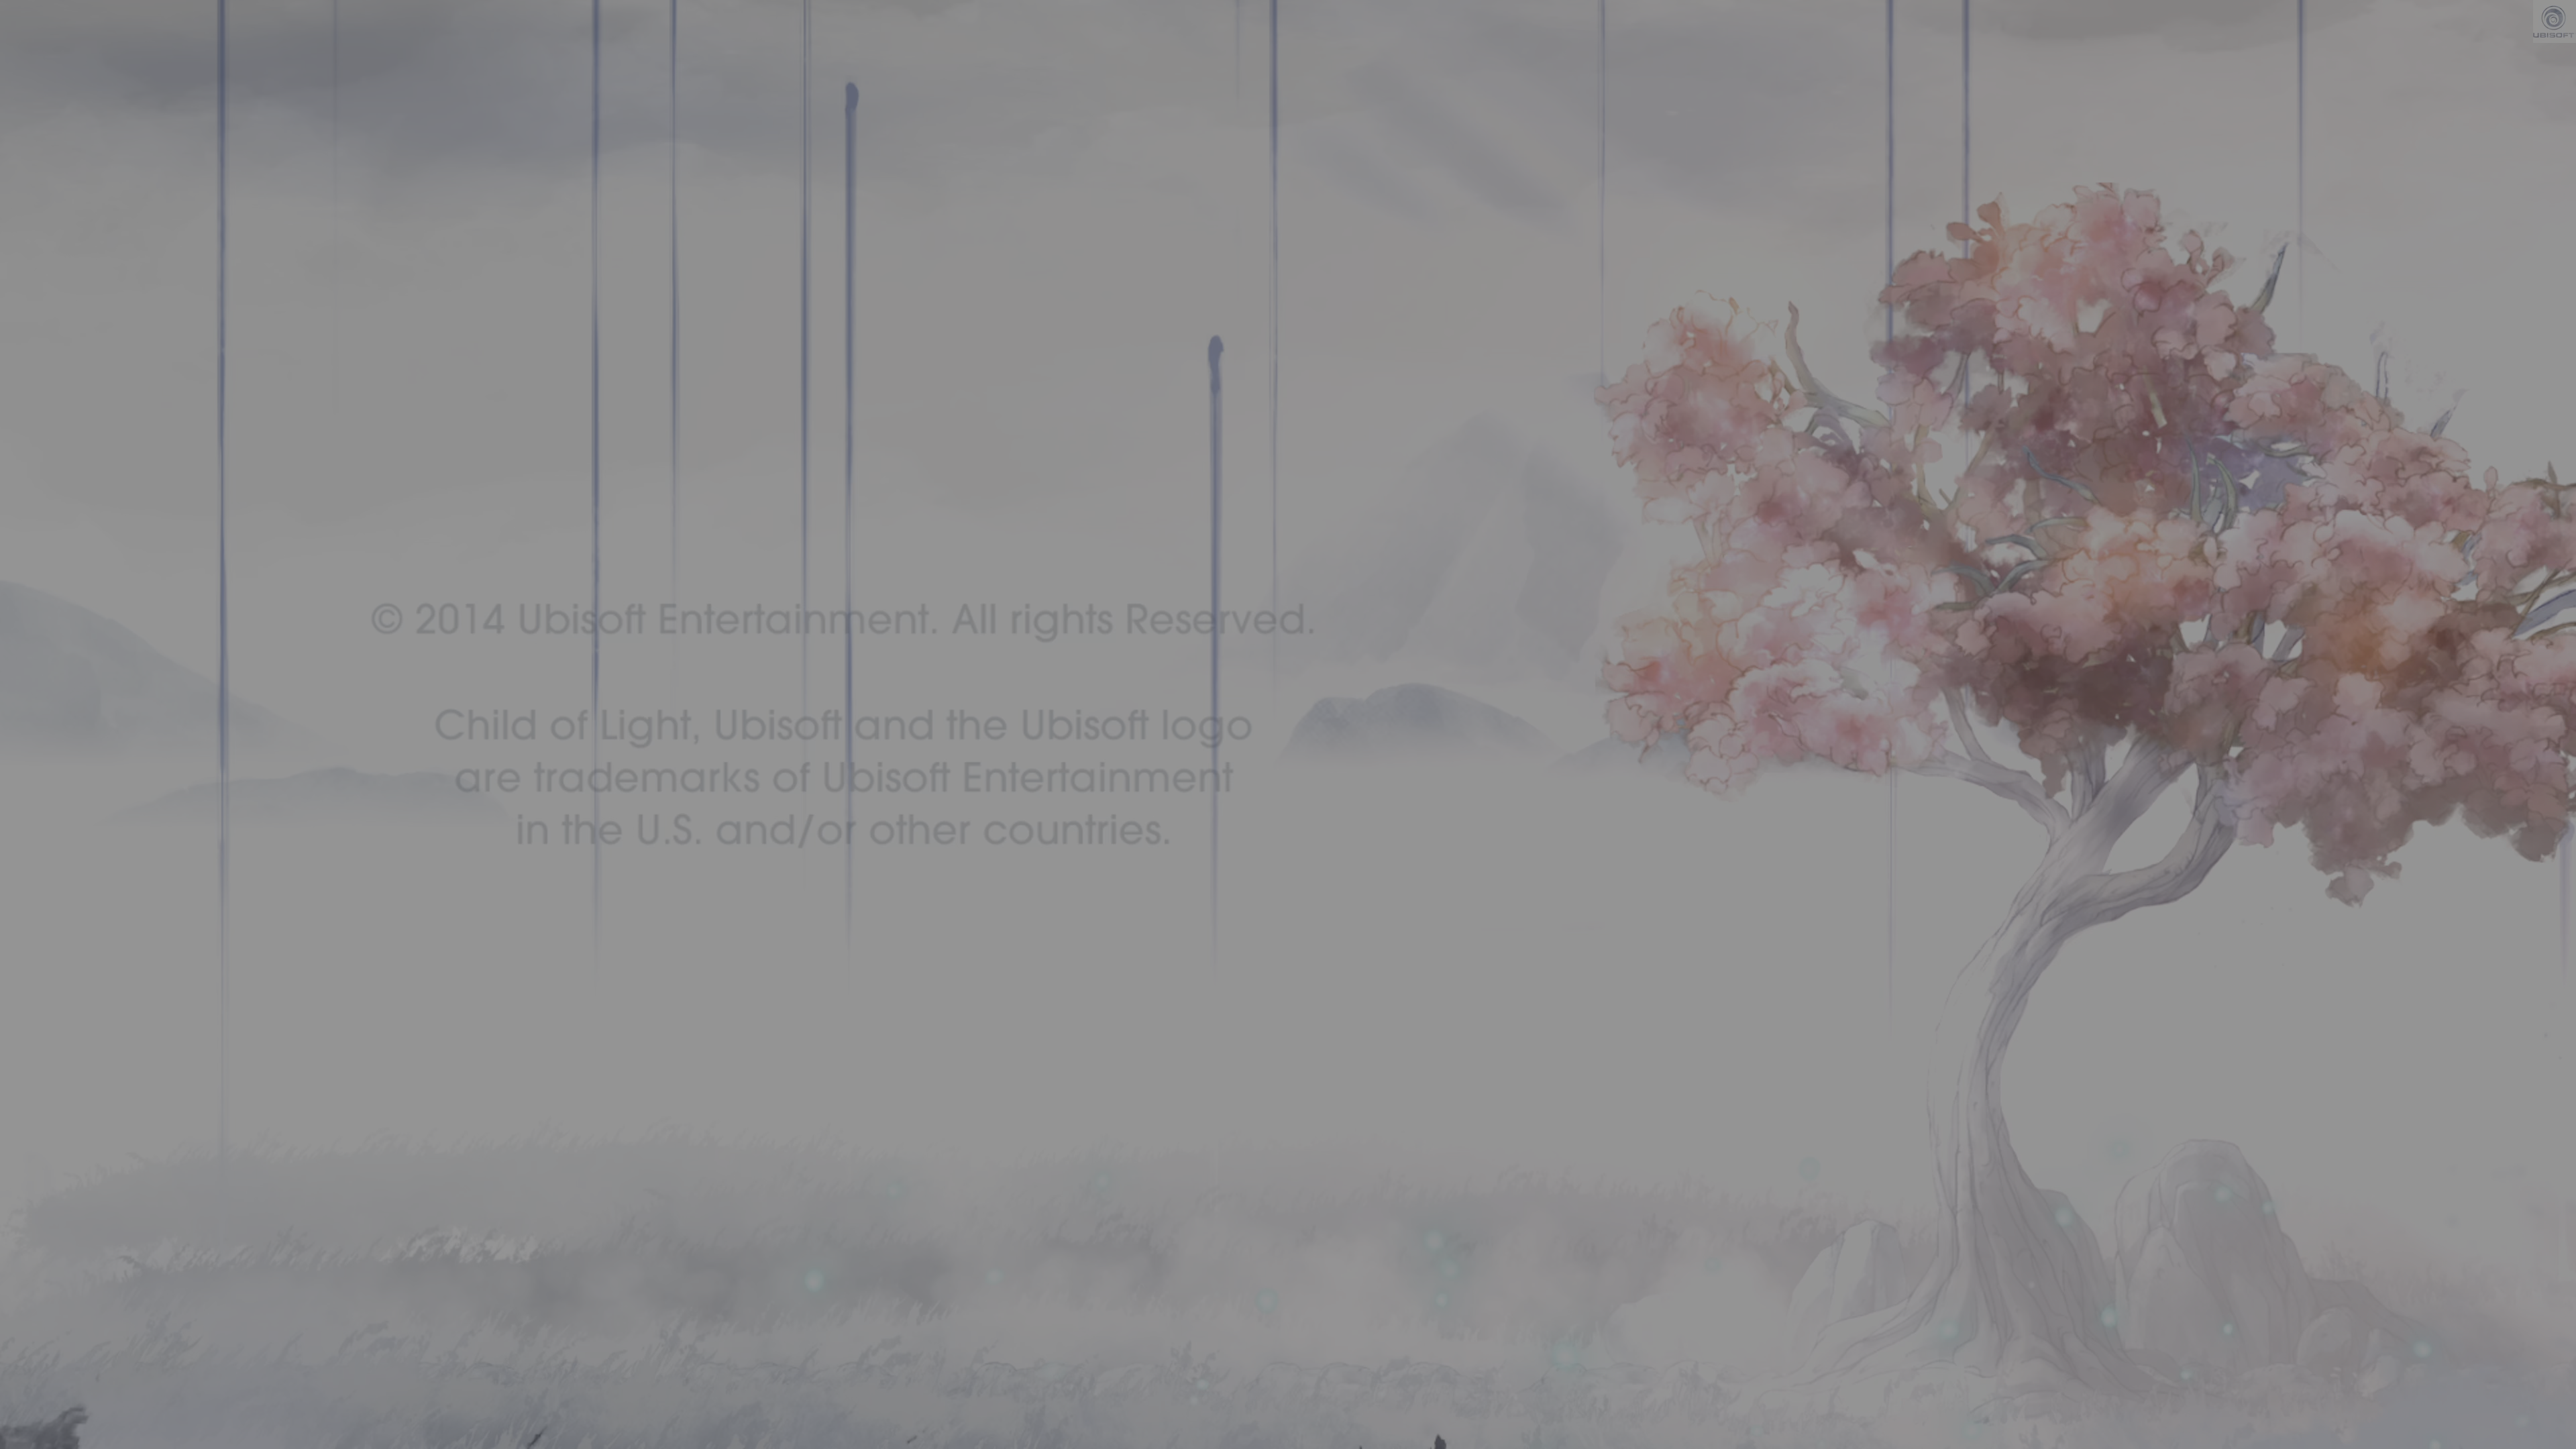 UBISOFT
© 2014 Ubisoft Entertainment. All rights Reserved.
Child of Light, Ubisoft and the Ubisoft logo
are trademarks of Ubisoft Entertainment
in the U.S. and/or other countries.